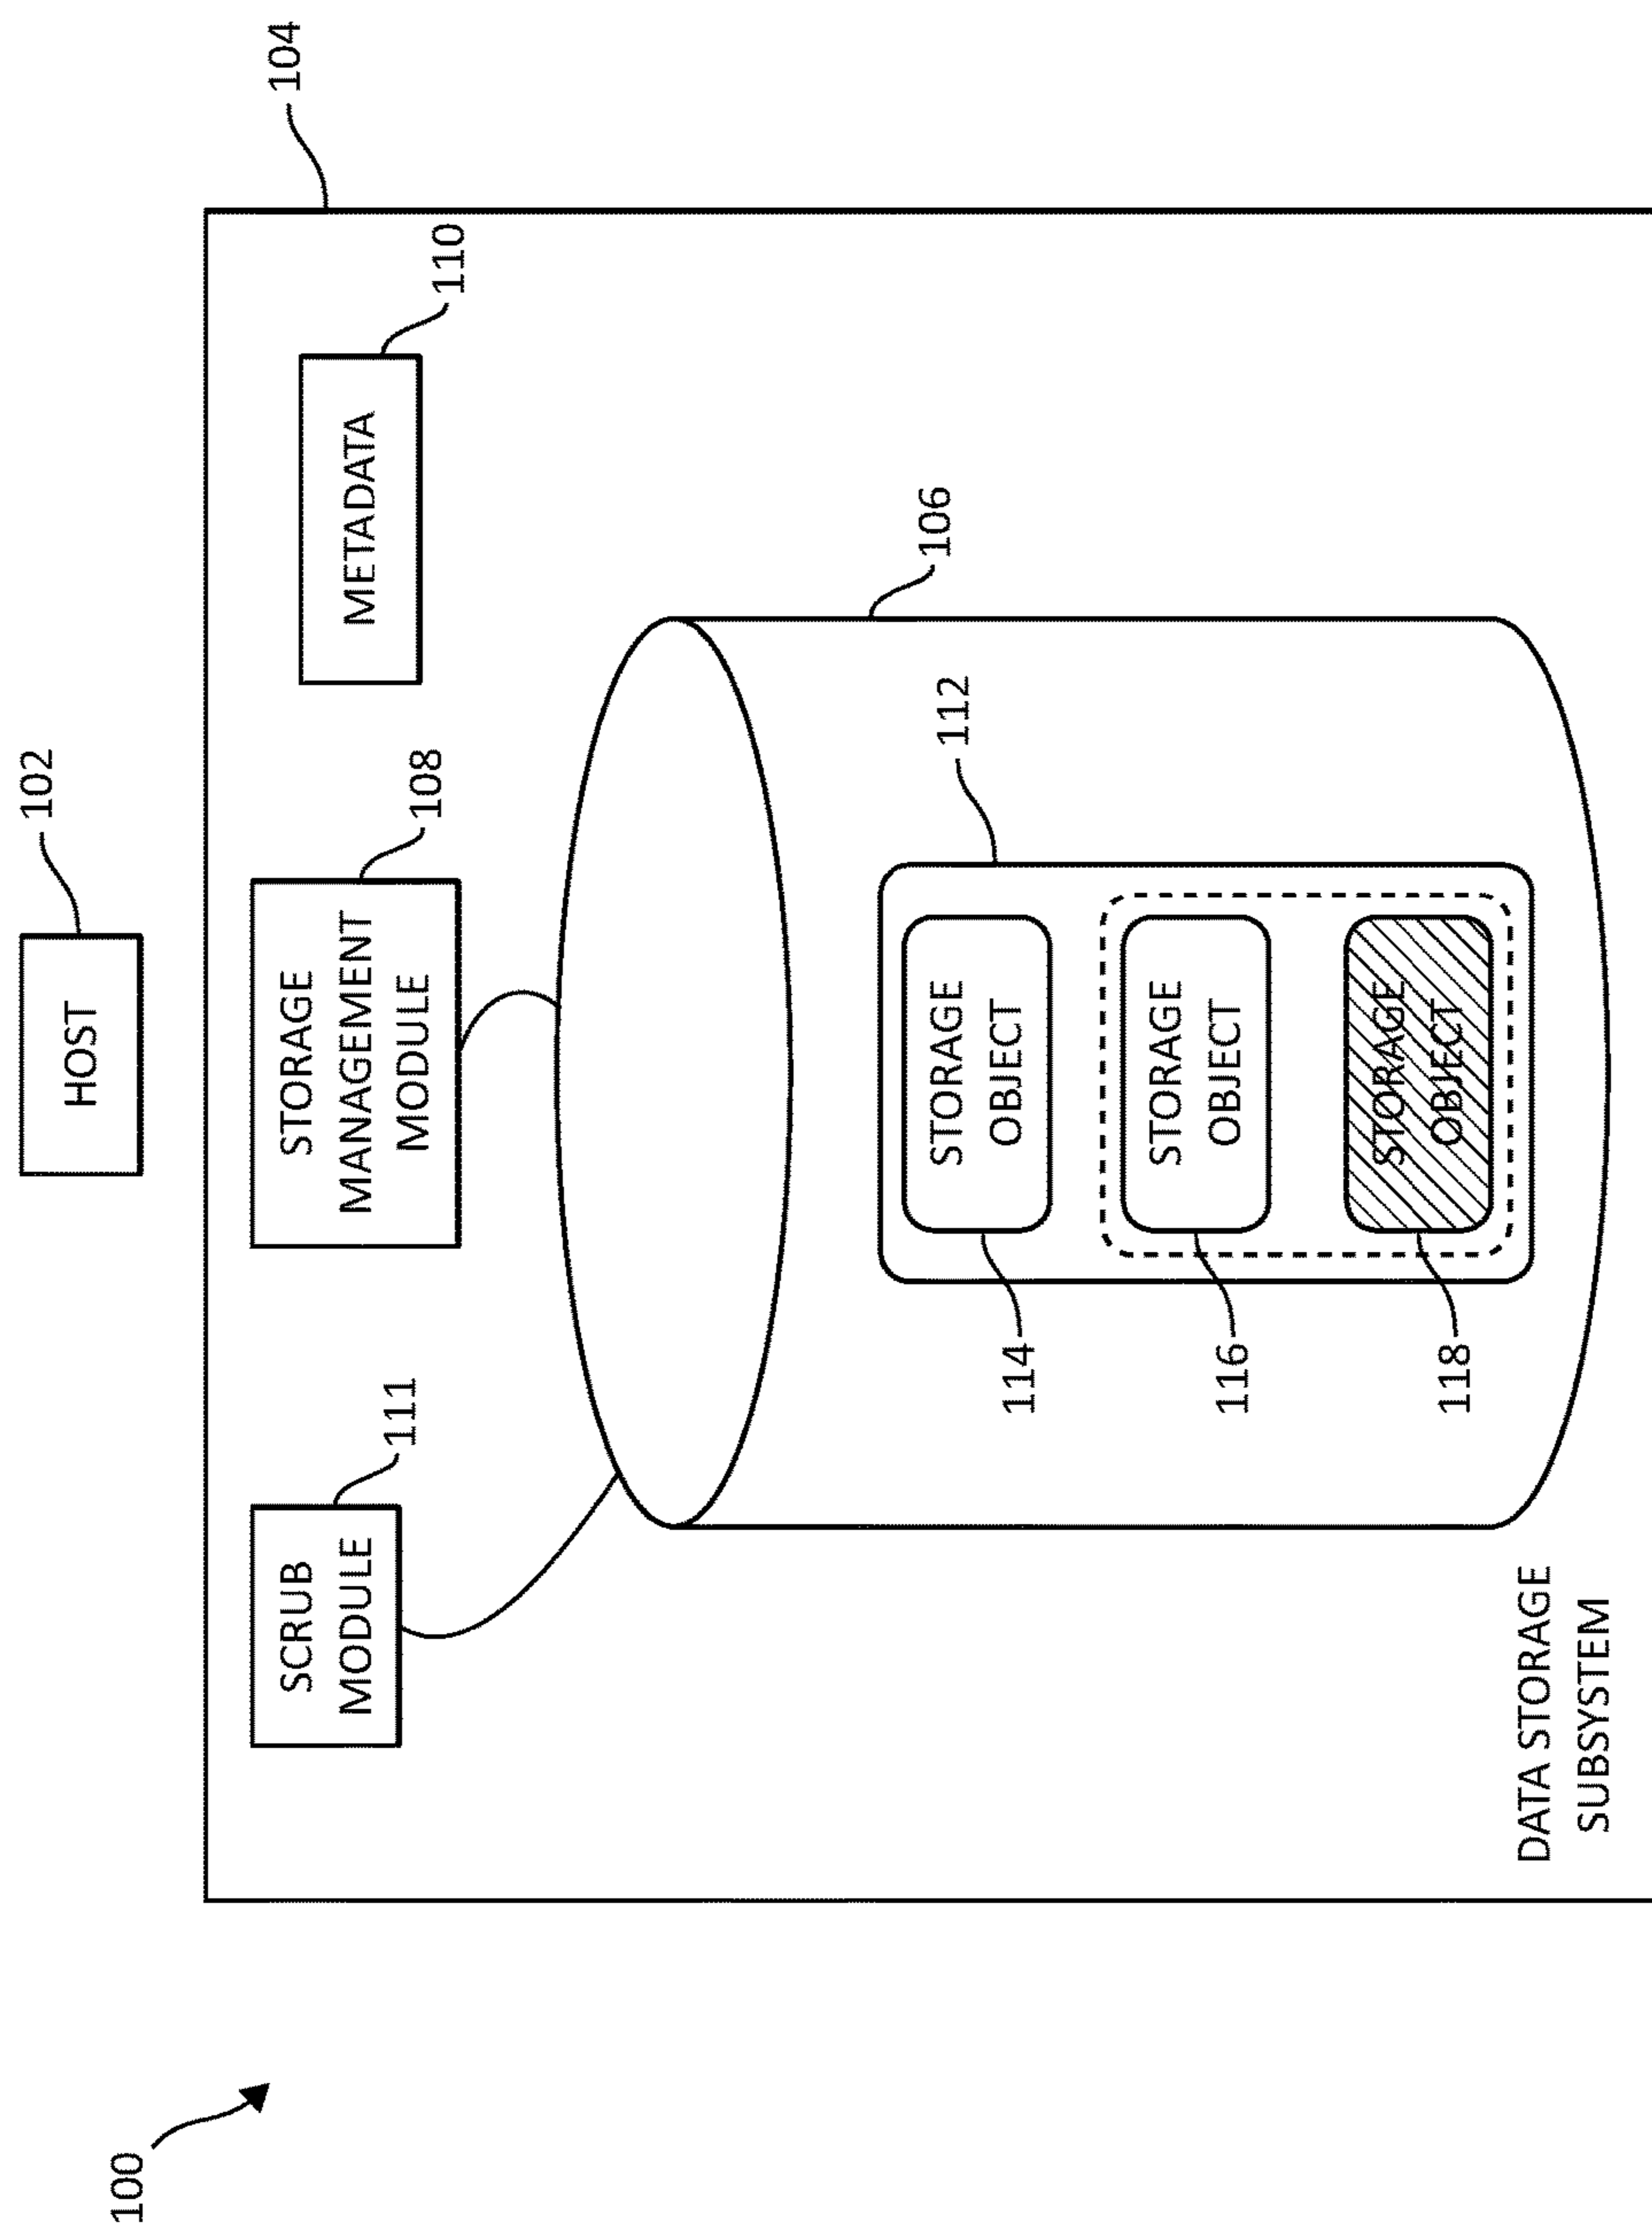 100
102
HOST
104
SCRUB
MODULE
111
STORAGE
MANAGEMENT
MODULE
108
METADATA
110
106
112
114
STORAGE
OBJECT
116
STORAGE
OBJECT
118
STORAGE
OBJECT
DATA STORAGE
SUBSYSTEM